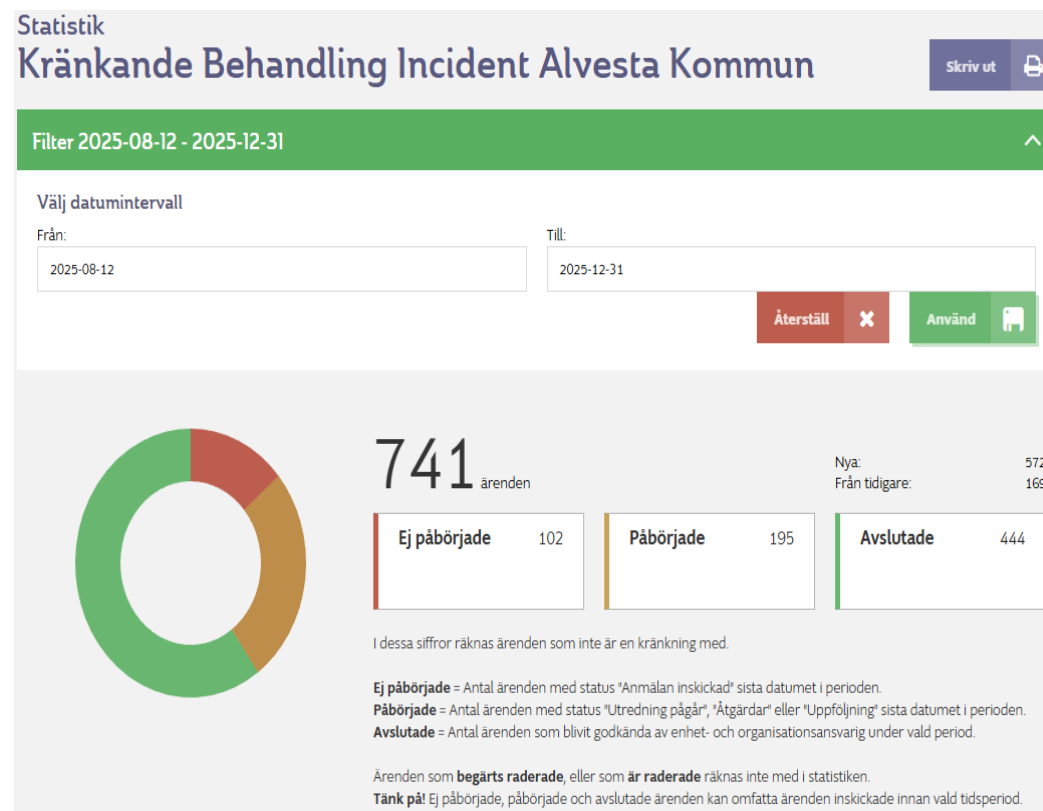 Statistik
Kränkande Behandling Incident Alvesta Kommun
Skriv ut
Filter 2025-08-12 - 2025-12-31
Välj datumintervall
Från:
Till:
2025-08-12
2025-12-31
Återställ
Använd
741 ärenden
Nya: 572
Från tidigare: 169
Ej påbörjade 102
Påbörjade 195
Avslutade 444
I dessa siffror räknas ärenden som inte är en kränkning med.
Ej påbörjade = Antal ärenden med status "Anmälan inskickad" sista datumet i perioden.
Påbörjade = Antal ärenden med status "Utredning pågår", "Åtgärdar" eller "Uppföljning" sista datumet i perioden.
Avslutade = Antal ärenden som blivit godkända av enhet- och organisationsansvarig under vald period.
Ärenden som begärts raderade, eller som är raderade räknas inte med i statistiken.
Tänk på! Ej påbörjade, påbörjade och avslutade ärenden kan omfatta ärenden inskickade innan vald tidsperiod.